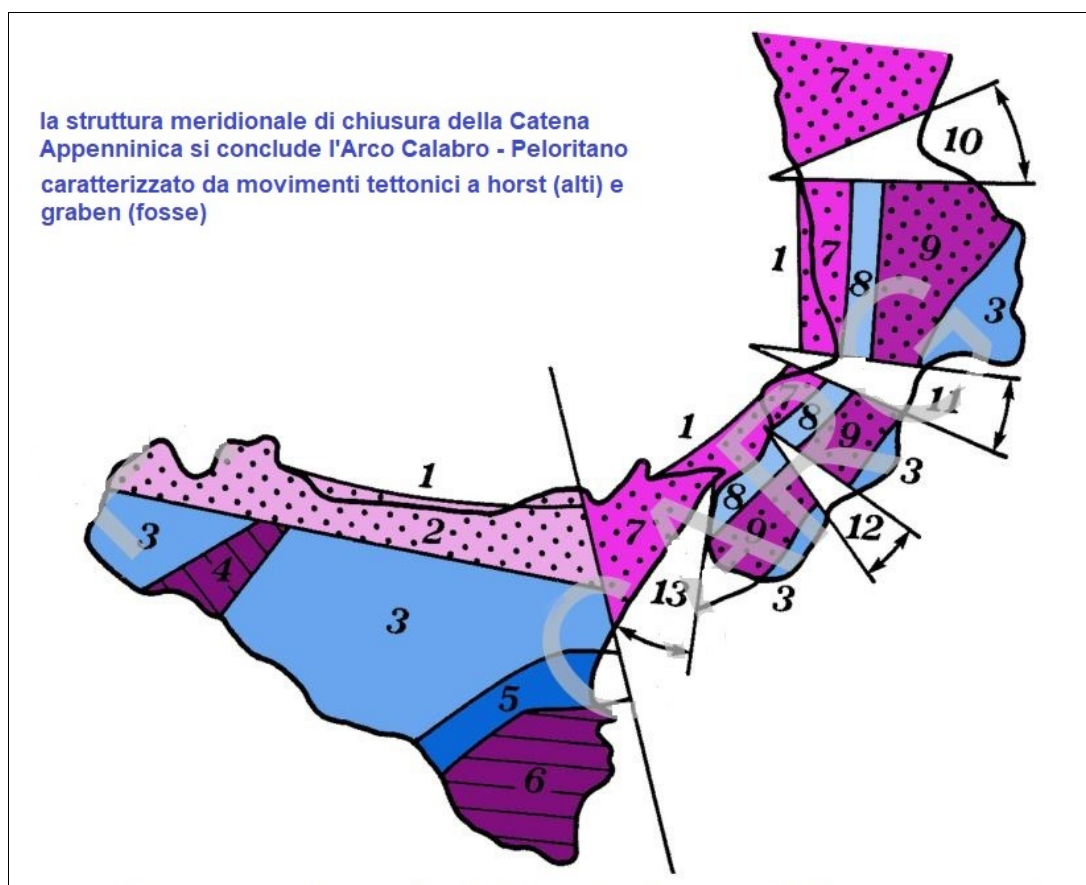 la struttura meridionale di chiusura della Catena
Appenninica si conclude l'Arco Calabro - Peloritano
caratterizzato da movimenti tettonici a horst (alti) e
graben (fosse)
7
10
1 7 8 9 3
11
1 7 8 9 3
1 8 12
2 7 9
3 4 13 3
3
5
6